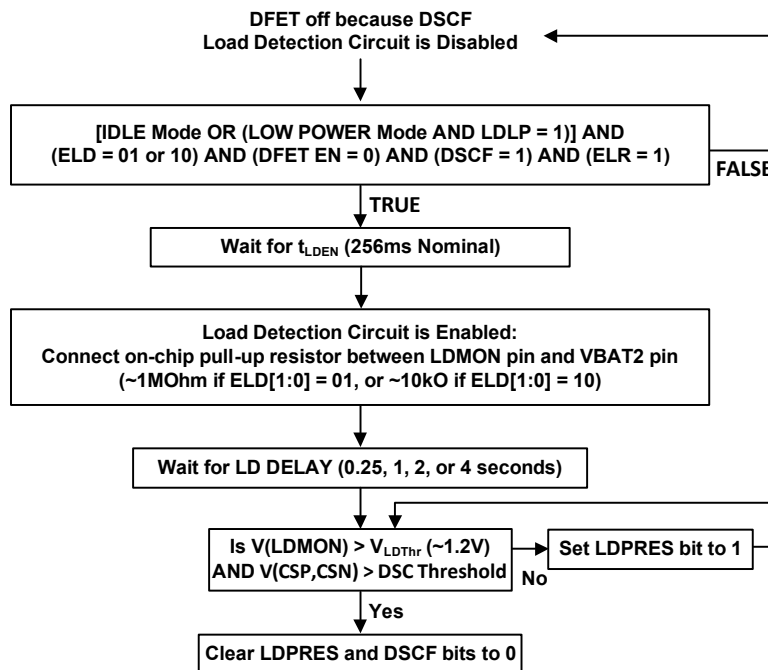 DFET off because DSCF
Load Detection Circuit is Disabled
[IDLE Mode OR (LOW POWER Mode AND LDLP = 1)] AND
(ELD = 01 or 10) AND (DFET EN = 0) AND (DSCF = 1) AND (ELR = 1)
FALSE
TRUE
Wait for tLDEN (256ms Nominal)
Load Detection Circuit is Enabled:
Connect on-chip pull-up resistor between LDMON pin and VBAT2 pin
(~1MOhm if ELD[1:0] = 01, or ~10kO if ELD[1:0] = 10)
Wait for LD DELAY (0.25, 1, 2, or 4 seconds)
Is V(LDMON) > VLDThr (~1.2V)
AND V(CSP,CSN) > DSC Threshold
No
Set LDPRES bit to 1
Yes
Clear LDPRES and DSCF bits to 0